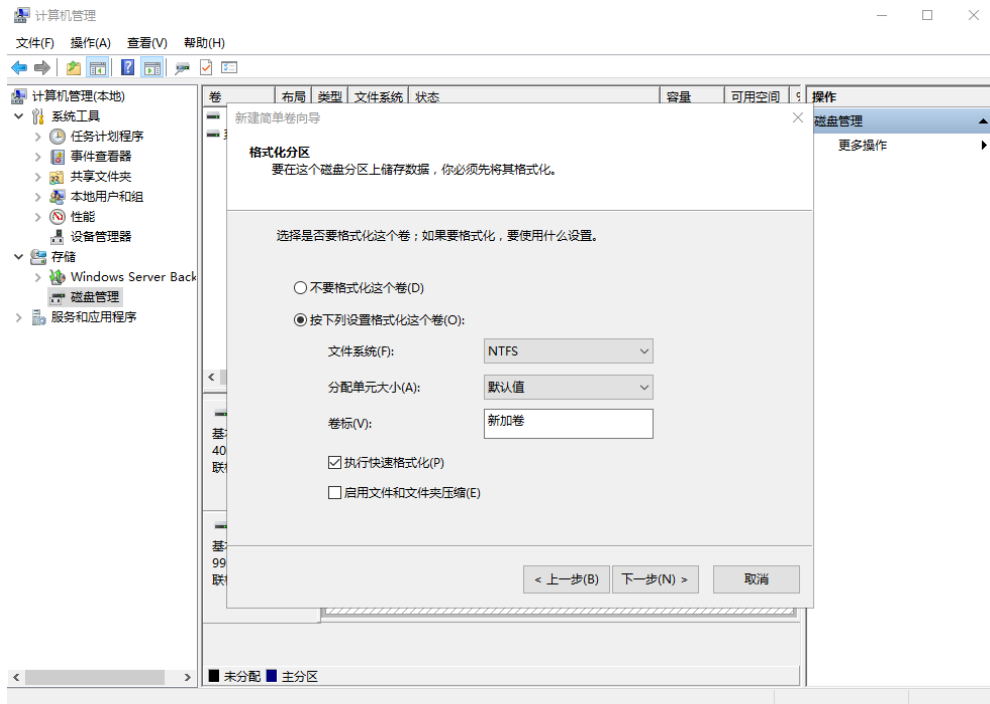 计算机管理
文件(F) 操作(A) 查看(V) 帮助(H)
计算机管理(本地)
系统工具
任务计划程序
事件查看器
共享文件夹
本地用户和组
性能
设备管理器
存储
Windows Server Back
磁盘管理
服务和应用程序
卷 布局 类型 文件系统 状态 容量 可用空间 %
新建简单卷向导
格式化分区
要在这个磁盘分区上储存数据，你必须先将其格式化。
选择是否要格式化这个卷；如果要格式化，要使用什么设置。
不要格式化这个卷(D)
按下列设置格式化这个卷(O):
文件系统(F): NTFS
分配单元大小(A): 默认值
卷标(V): 新加卷
执行快速格式化(P)
启用文件和文件夹压缩(E)
< 上一步(B) 下一步(N) > 取消
基
40
联
基
99
联
未分配 主分区
操作
磁盘管理
更多操作